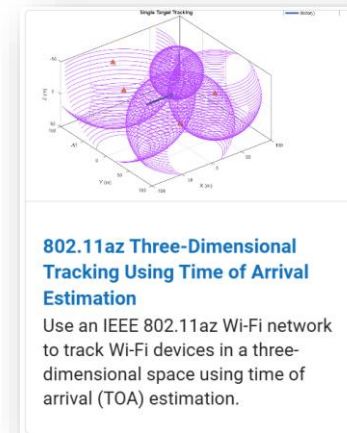 Single Target Tracking
Z (m)
Y (m)
X (m)
802.11az Three-Dimensional
Tracking Using Time of Arrival
Estimation
Use an IEEE 802.11az Wi-Fi network
to track Wi-Fi devices in a three-
dimensional space using time of
arrival (TOA) estimation.